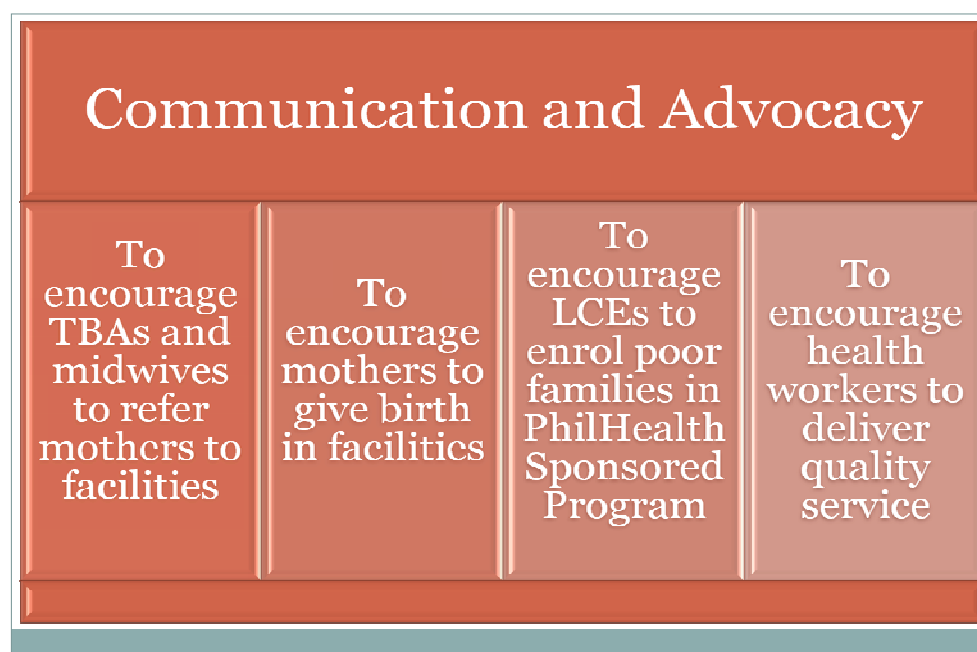 Communication and Advocacy
To
encourage
TBAs and
midwives
to refer
mothers to
facilities
To
encourage
mothers to
give birth
in facilities
To
encourage
LCEs to
enrol poor
families in
PhilHealth
Sponsored
Program
To
encourage
health
workers to
deliver
quality
service